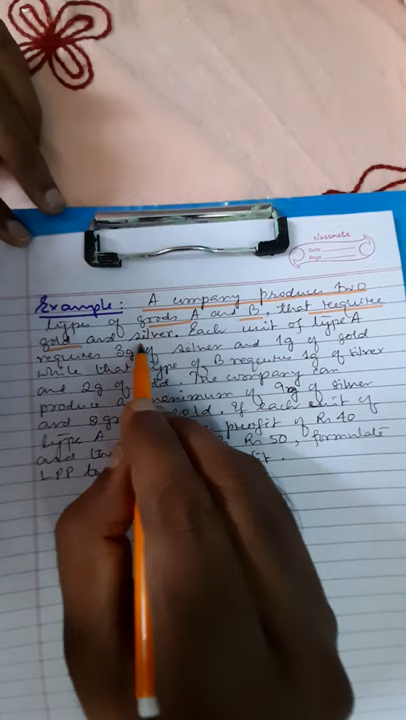 classmate
Date
Page
Example: A company produces two
types of goods A and B, that requires
gold and silver. Each unit of type A
requires 3g of silver and 1g of gold
while that type of B requires 1g of silver
and 2g of gold. The company can
produce a of 9g of silver
and 8g gold. If each unit of
type A profit of Rs 40
and Rs 50, formulate
LPP